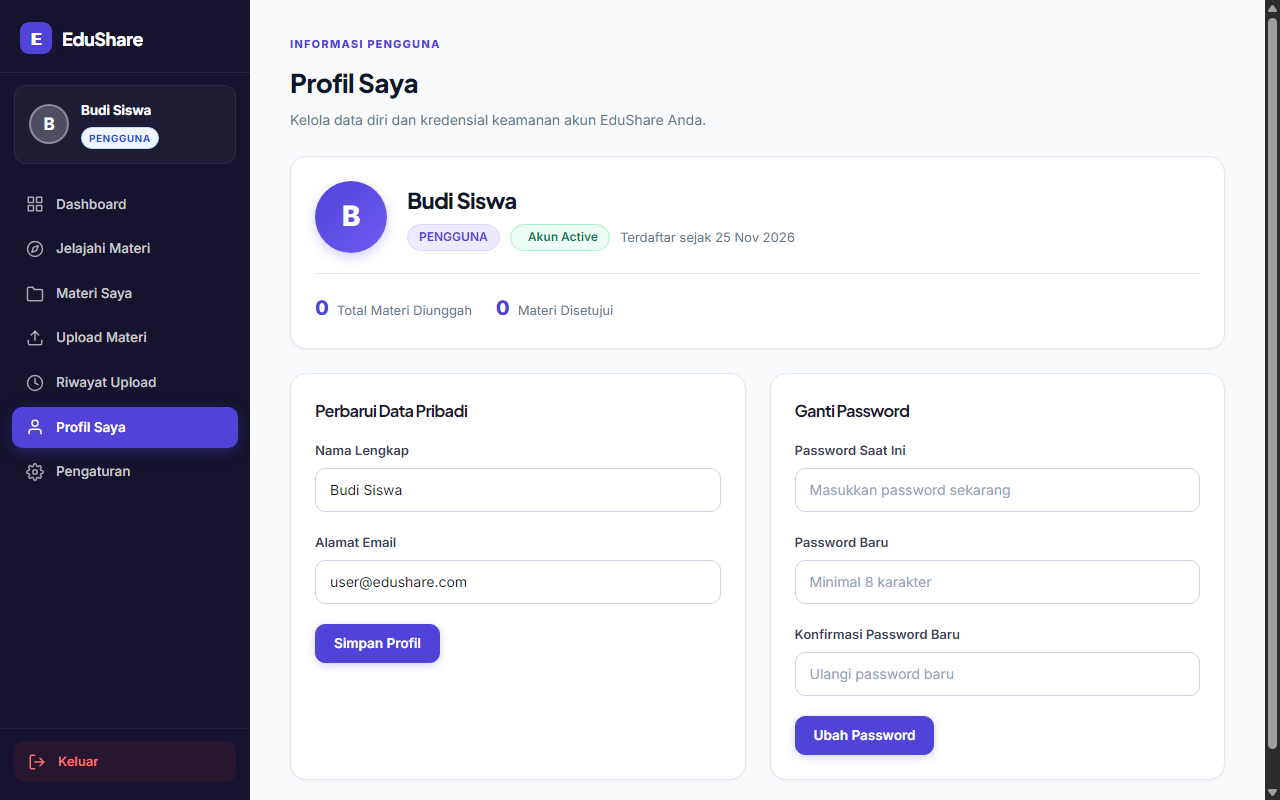 E EduShare
B
Budi Siswa
PENGGUNA
Dashboard
Jelajahi Materi
Materi Saya
Upload Materi
Riwayat Upload
Profil Saya
Pengaturan
Keluar
INFORMASI PENGGUNA
Profil Saya
Kelola data diri dan kredensial keamanan akun EduShare Anda.
B
Budi Siswa
PENGGUNA Akun Active Terdaftar sejak 25 Nov 2026
0 Total Materi Diunggah 0 Materi Disetujui
Perbarui Data Pribadi
Nama Lengkap
Budi Siswa
Alamat Email
user@edushare.com
Simpan Profil
Ganti Password
Password Saat Ini
Masukkan password sekarang
Password Baru
Minimal 8 karakter
Konfirmasi Password Baru
Ulangi password baru
Ubah Password